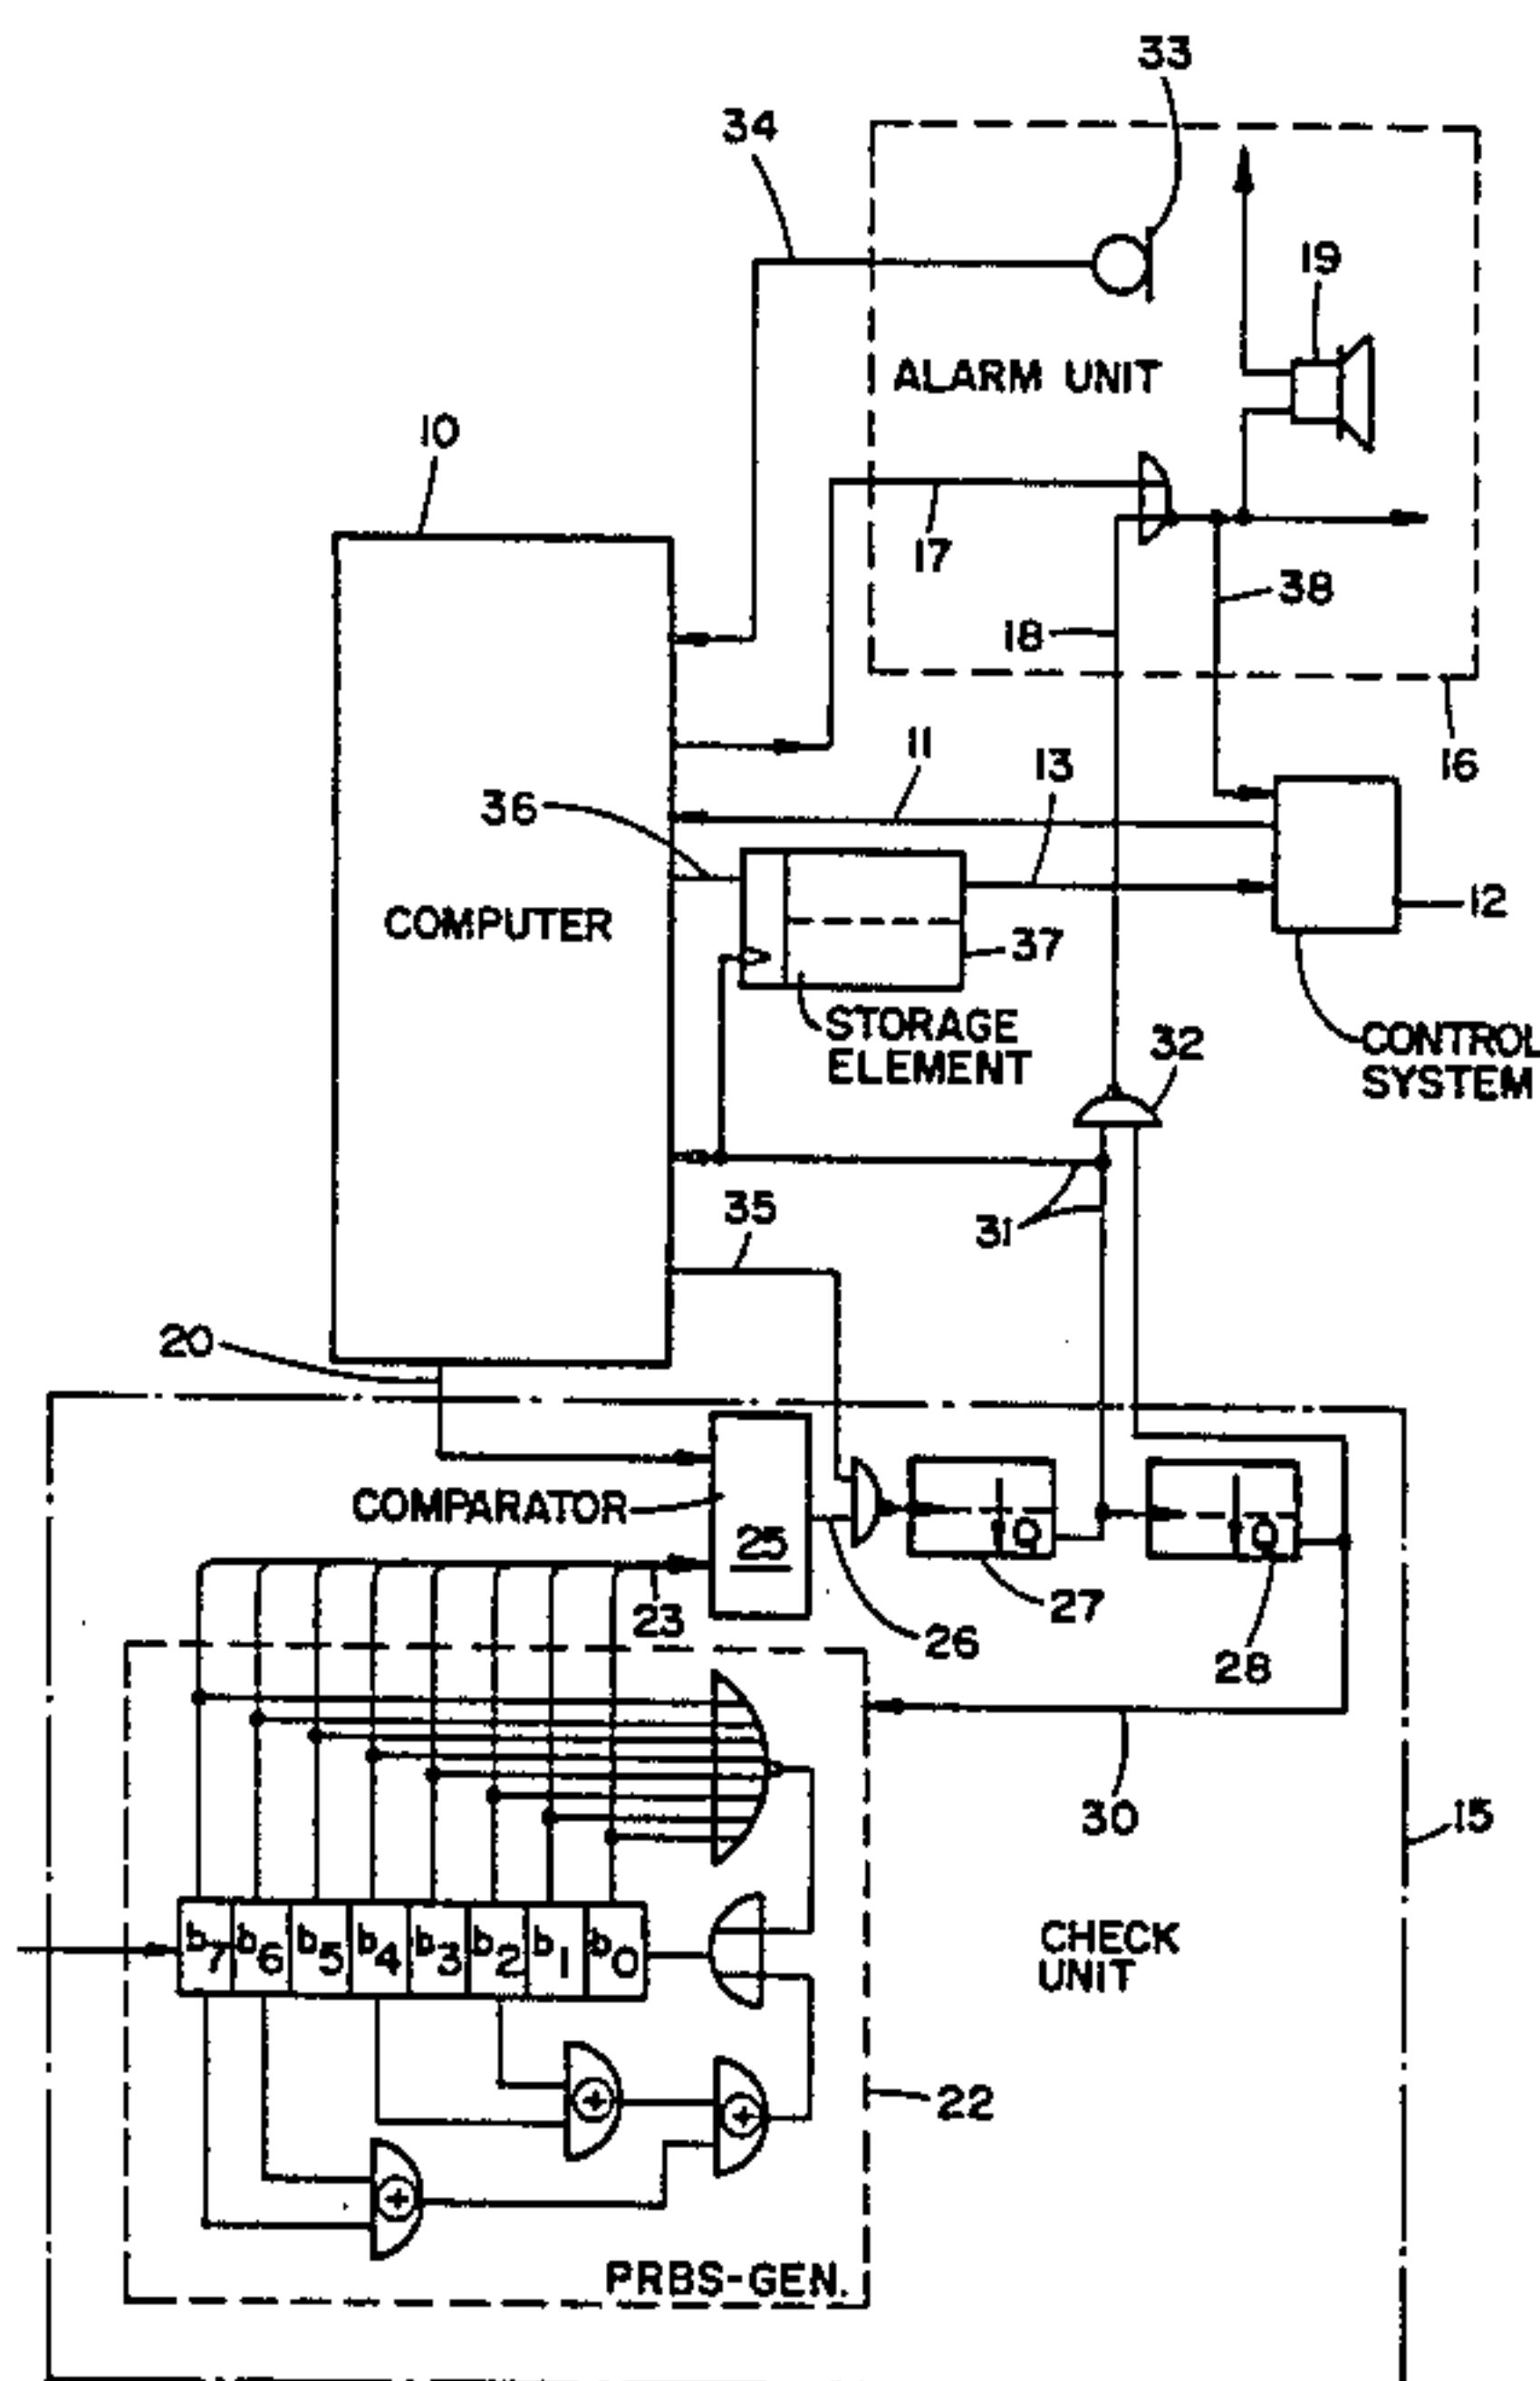 33
34
19
ALARM UNIT
10
17
38
18
11
13
16
36
COMPUTER
12
37
STORAGE
ELEMENT
32
CONTROL
SYSTEM
35
31
20
COMPARATOR
25
Q
Q
23
27
26
28
30
15
b7 b6 b5 b4 b3 b2 b1 b0
CHECK
UNIT
22
PRBS-GEN.